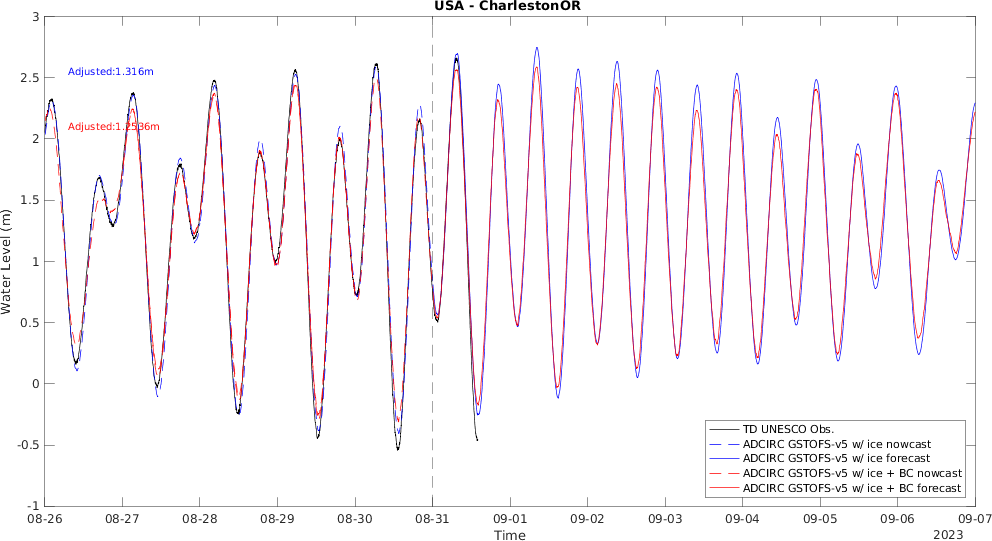 USA - CharlestonOR
3
2.5
2
1.5
1
0.5
0
-0.5
-1
Water Level (m)
Adjusted:1.316m
Adjusted:1.2536m
TD UNESCO Obs.
ADCIRC GSTOFS-v5 w/ ice nowcast
ADCIRC GSTOFS-v5 w/ ice forecast
ADCIRC GSTOFS-v5 w/ ice + BC nowcast
ADCIRC GSTOFS-v5 w/ ice + BC forecast
08-26 08-27 08-28 08-29 08-30 08-31 09-01 09-02 09-03 09-04 09-05 09-06 09-07
Time
2023